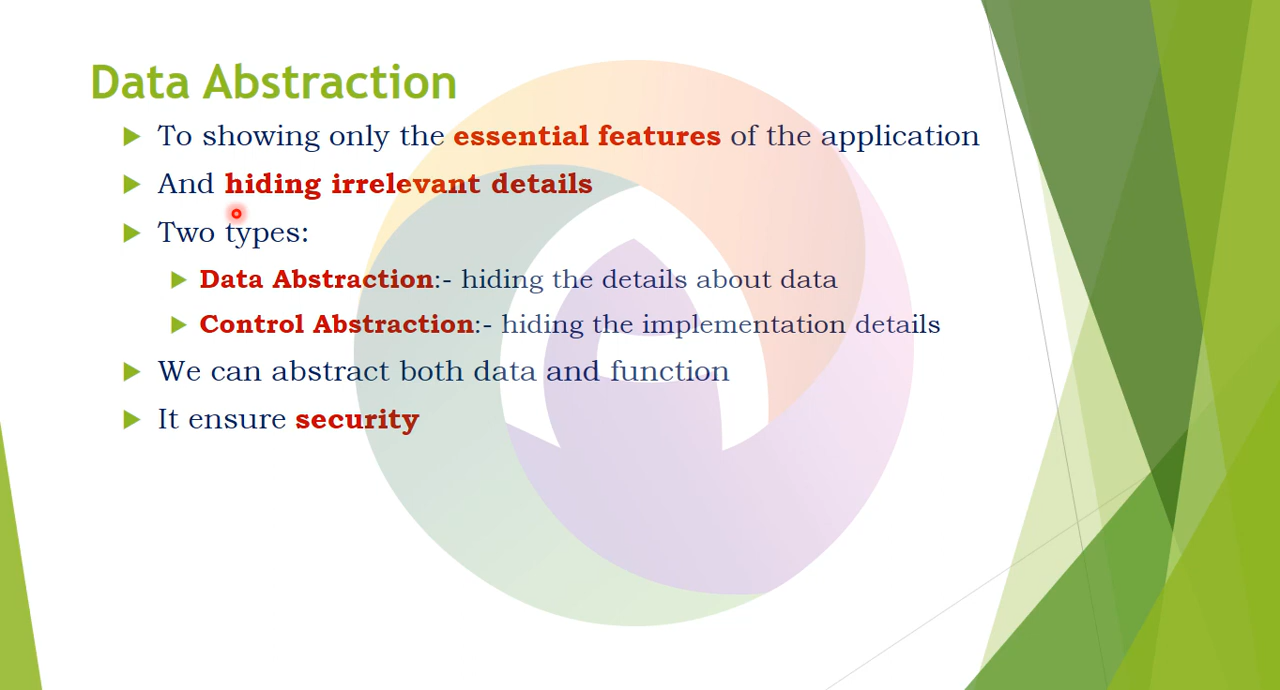 Data Abstraction
To showing only the essential features of the application
And hiding irrelevant details
Two types:
Data Abstraction:- hiding the details about data
Control Abstraction:- hiding the implementation details
We can abstract both data and function
It ensure security